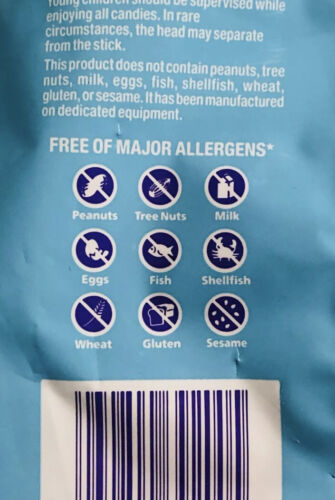 Young children should be supervised while
enjoying all candies. In rare
circumstances, the head may separate
from the stick.
This product does not contain peanuts, tree
nuts, milk, eggs, fish, shellfish, wheat,
gluten, or sesame. It has been manufactured
on dedicated equipment.
FREE OF MAJOR ALLERGENS*
Peanuts Tree Nuts Milk
Eggs Fish Shellfish
Wheat Gluten Sesame